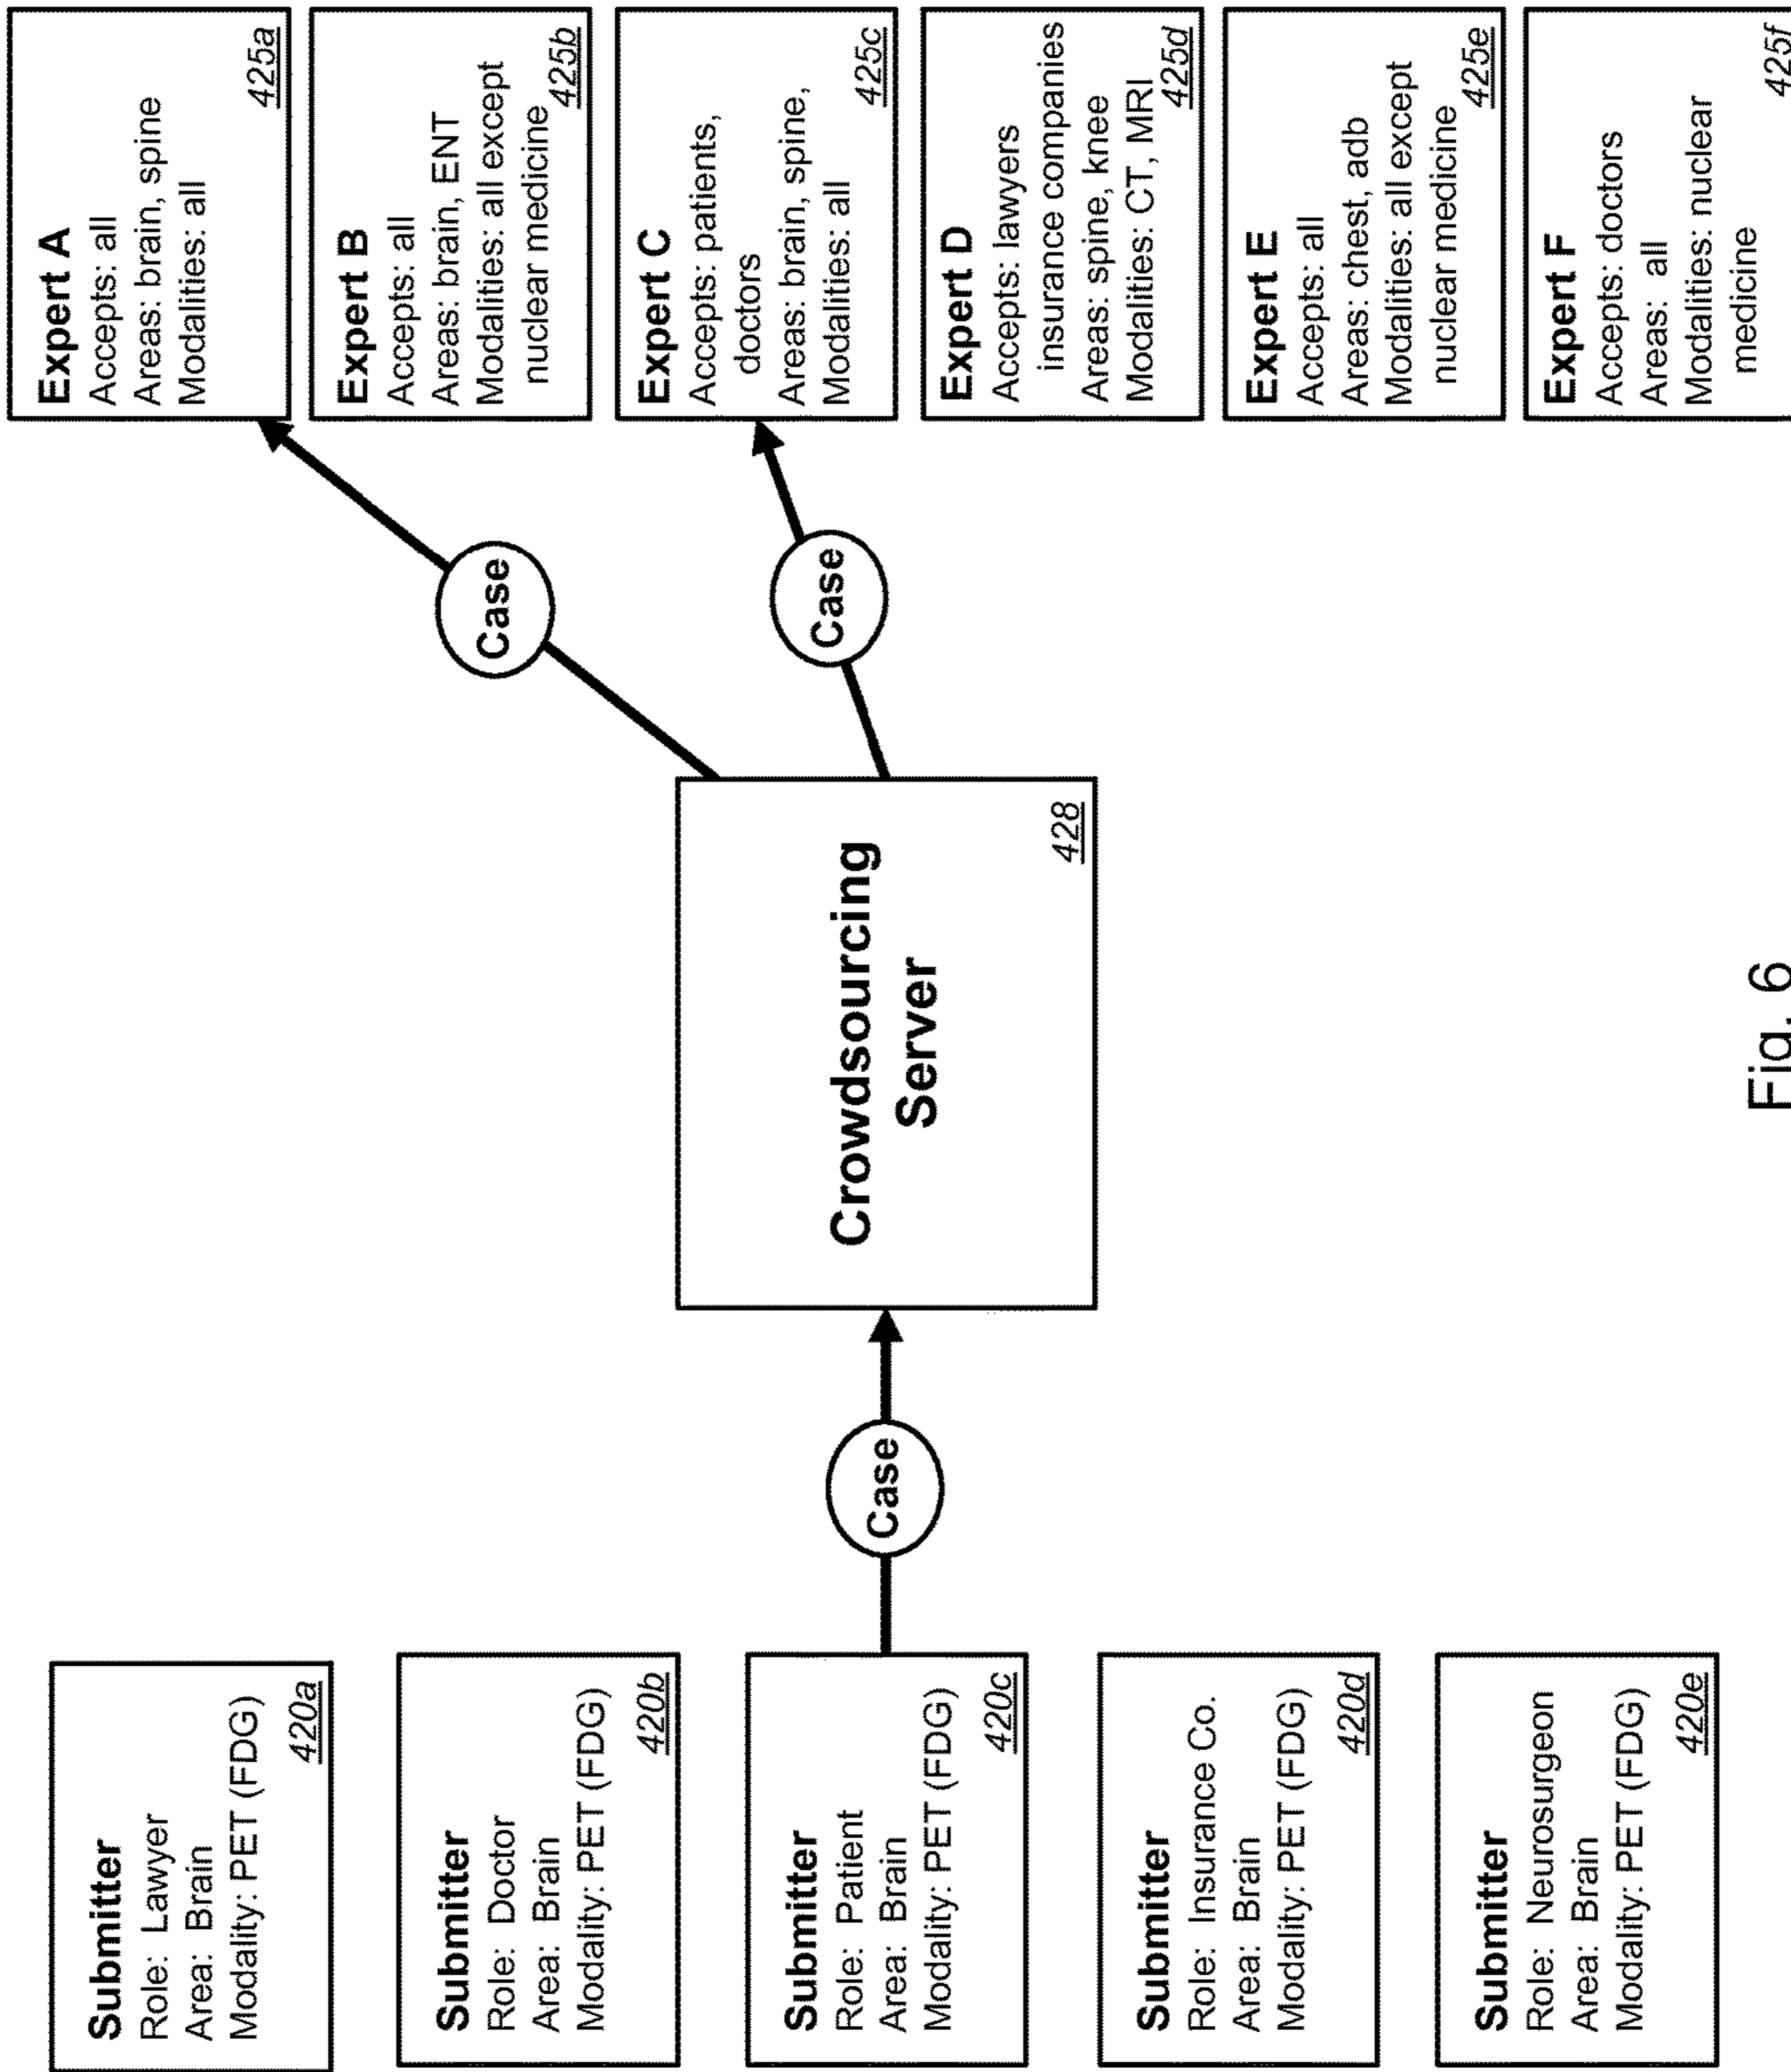 Submitter
Role: Lawyer
Area: Brain
Modality: PET (FDG)
420a
Submitter
Role: Doctor
Area: Brain
Modality: PET (FDG)
420b
Submitter
Role: Patient
Area: Brain
Modality: PET (FDG)
420c
Submitter
Role: Insurance Co.
Area: Brain
Modality: PET (FDG)
420d
Submitter
Role: Neurosurgeon
Area: Brain
Modality: PET (FDG)
420e
Case
Crowdsourcing
Server
428
Case
Case
Expert A
Accepts: all
Areas: brain, spine
Modalities: all
425a
Expert B
Accepts: all
Areas: brain, ENT
Modalities: all except
nuclear medicine
425b
Expert C
Accepts: patients,
doctors
Areas: brain, spine,
Modalities: all
425c
Expert D
Accepts: lawyers
insurance companies
Areas: spine, knee
Modalities: CT, MRI
425d
Expert E
Accepts: all
Areas: chest, adb
Modalities: all except
nuclear medicine
425e
Expert F
Accepts: doctors
Areas: all
Modalities: nuclear
medicine
425f
Fig. 6